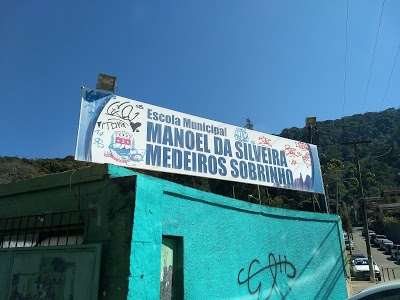 Escola Municipal
MANOEL DA SILVEIRA
MEDEIROS SOBRINHO